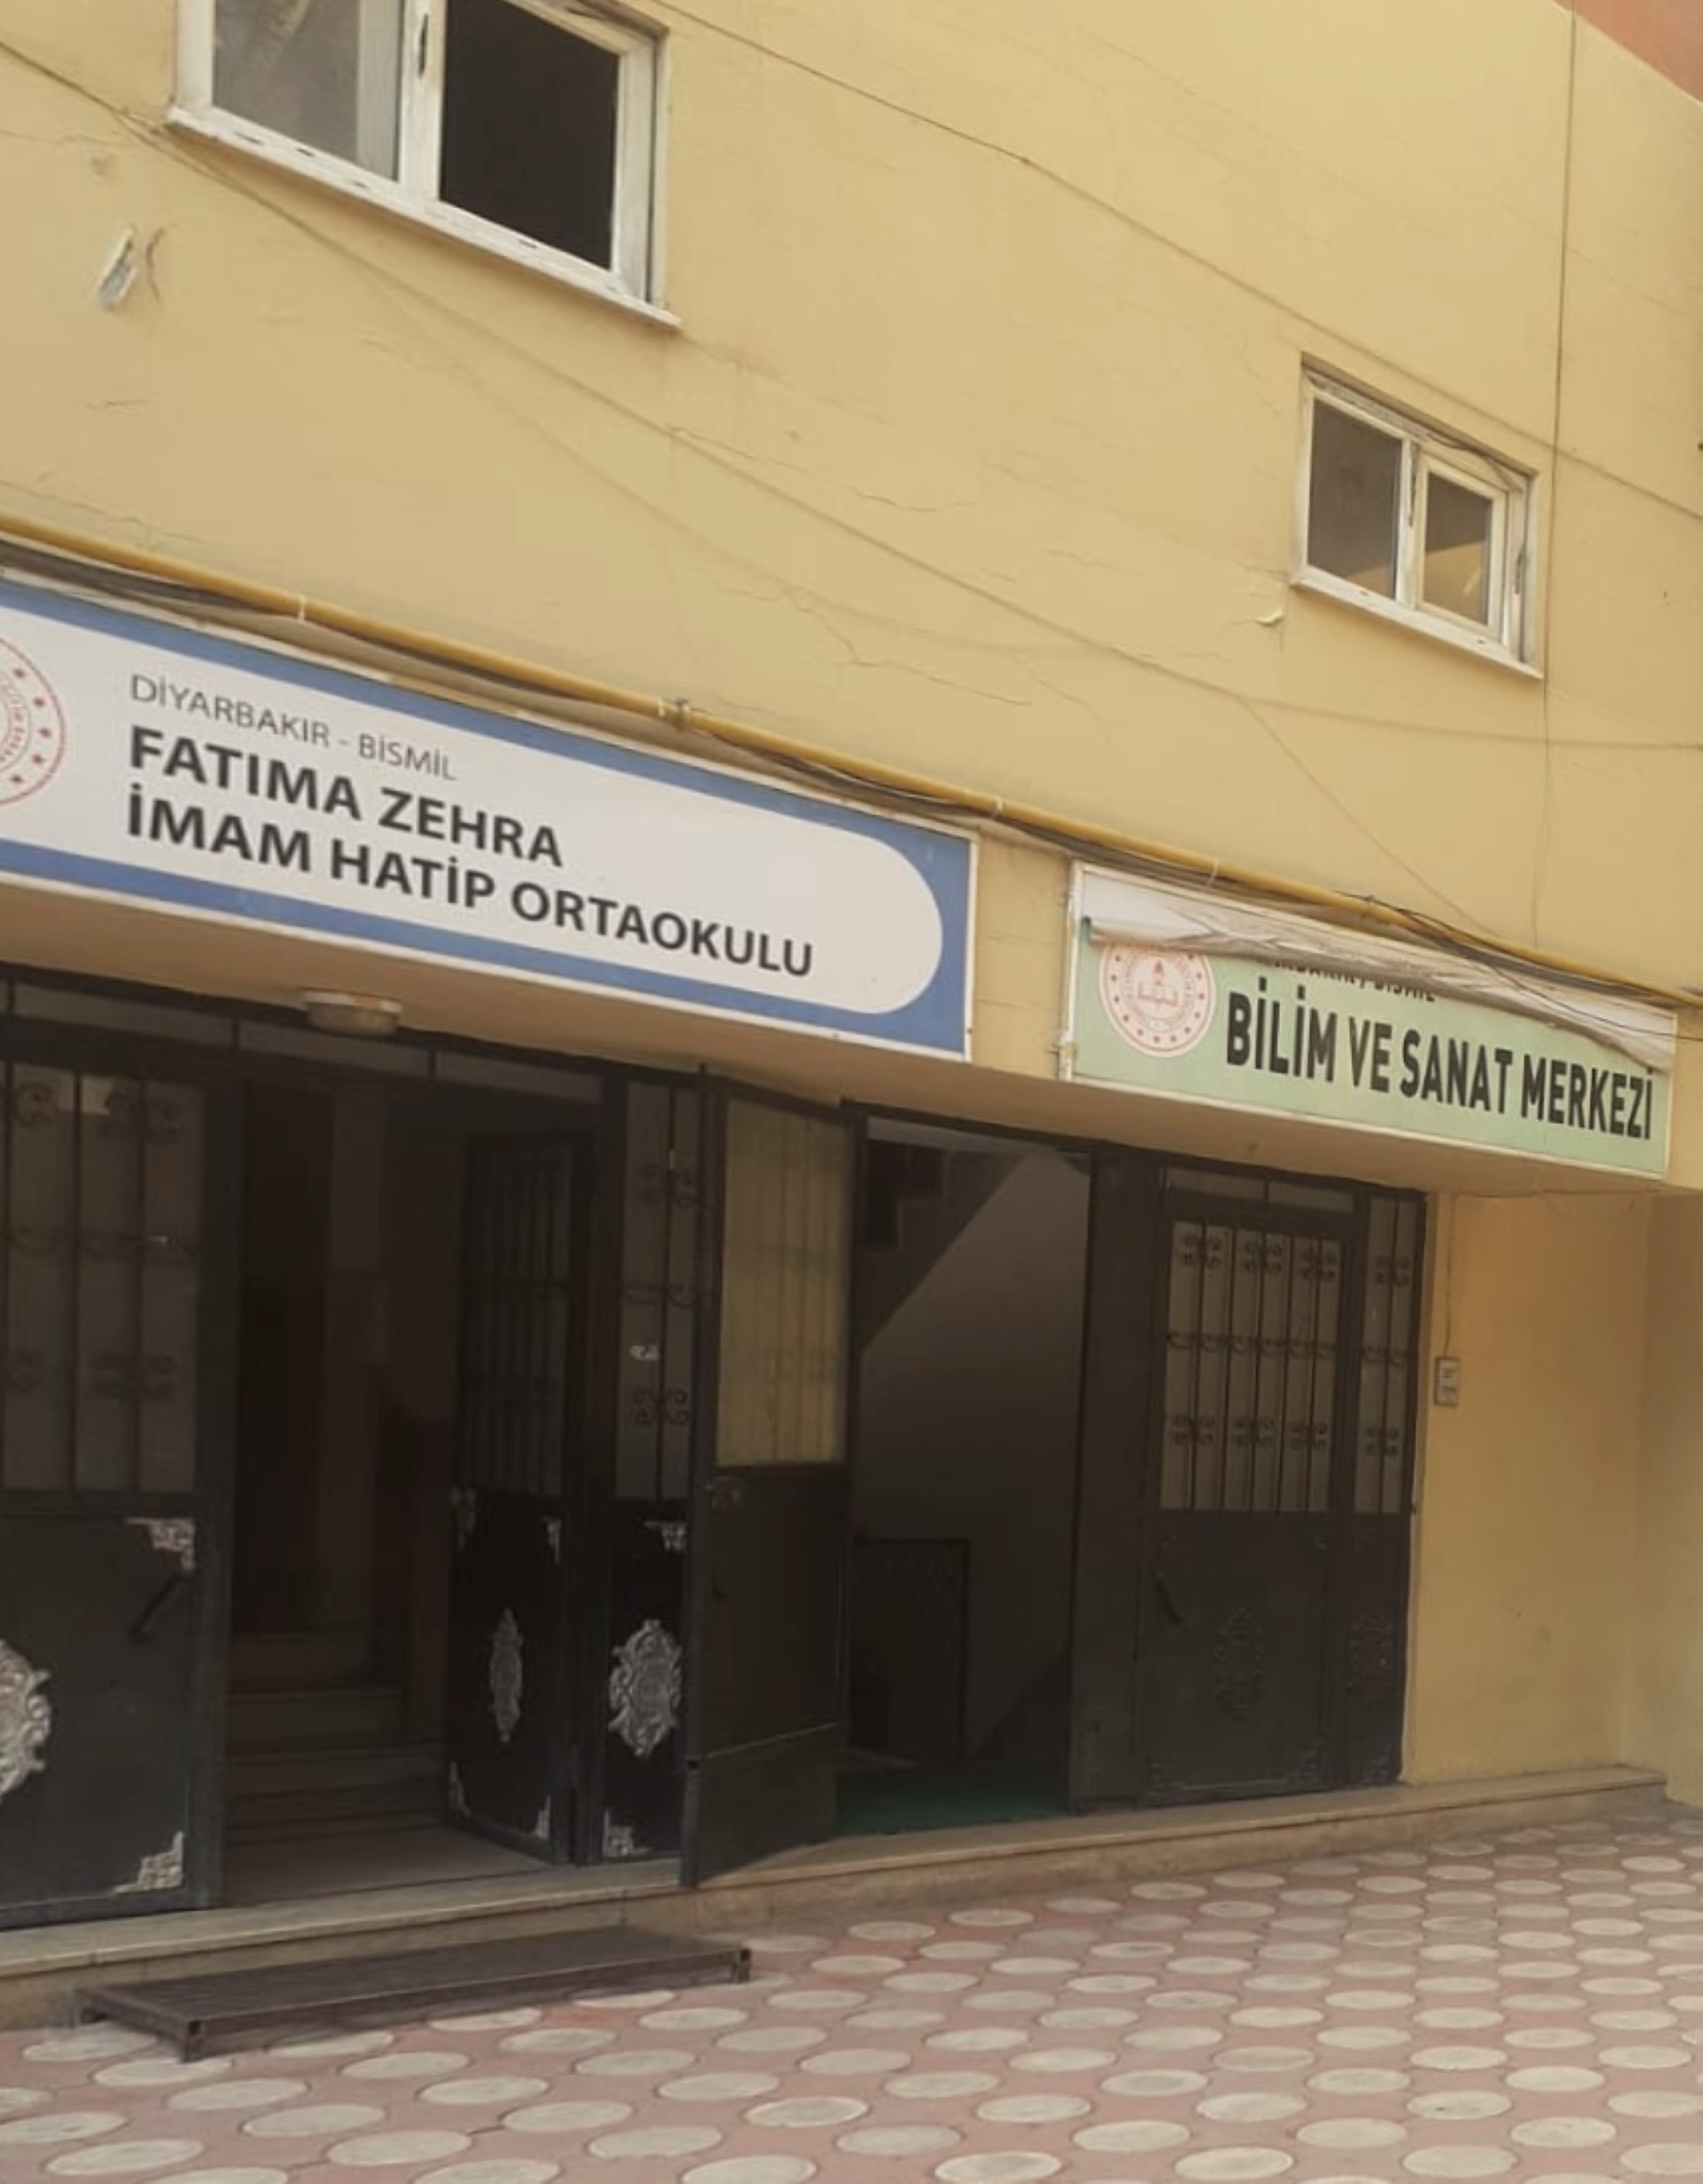 DİYARBAKIR - BİSMİL
FATIMA ZEHRA
İMAM HATİP ORTAOKULU
BİLİM VE SANAT MERKEZİ